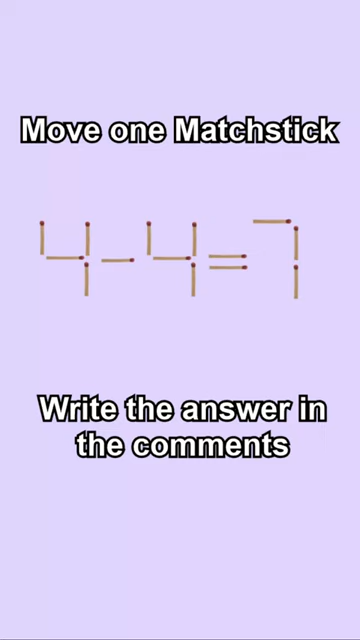 Move one Matchstick
4-4=7
Write the answer in
the comments